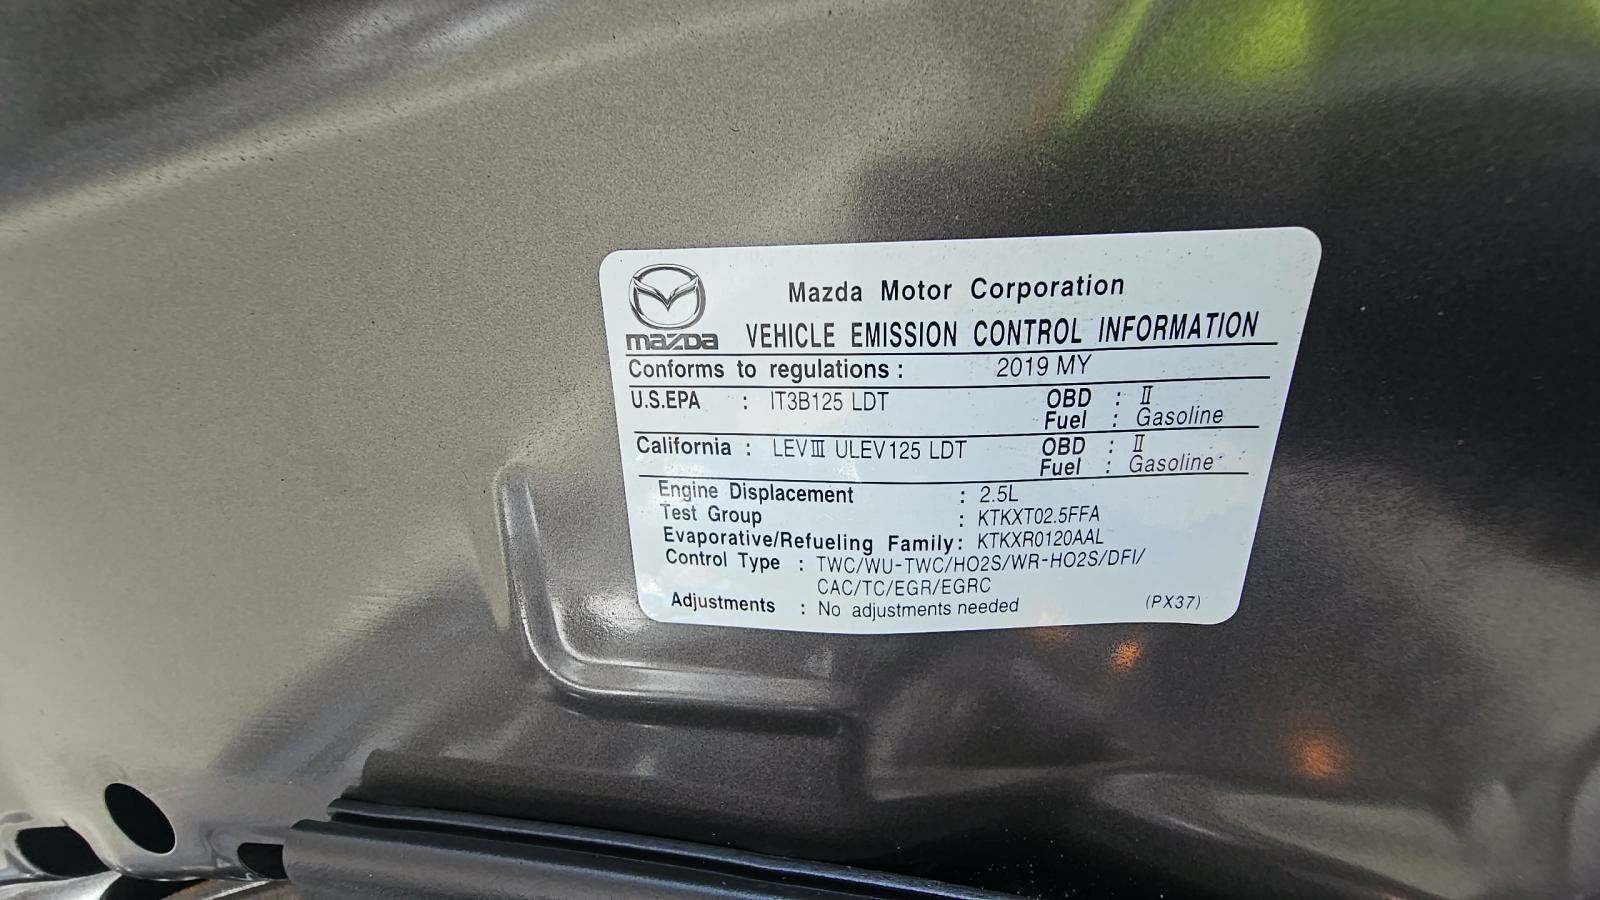 mazda
Mazda Motor Corporation
VEHICLE EMISSION CONTROL INFORMATION
Conforms to regulations : 2019 MY
U.S.EPA : IT3B125 LDT OBD : Ⅱ
Fuel : Gasoline
California : LEVⅢ ULEV125 LDT OBD : Ⅱ
Fuel : Gasoline
Engine Displacement : 2.5L
Test Group : KTKXT02.5FFA
Evaporative/Refueling Family: KTKXR0120AAL
Control Type : TWC/WU-TWC/HO2S/WR-HO2S/DFI/
CAC/TC/EGR/EGRC
Adjustments : No adjustments needed (PX37)